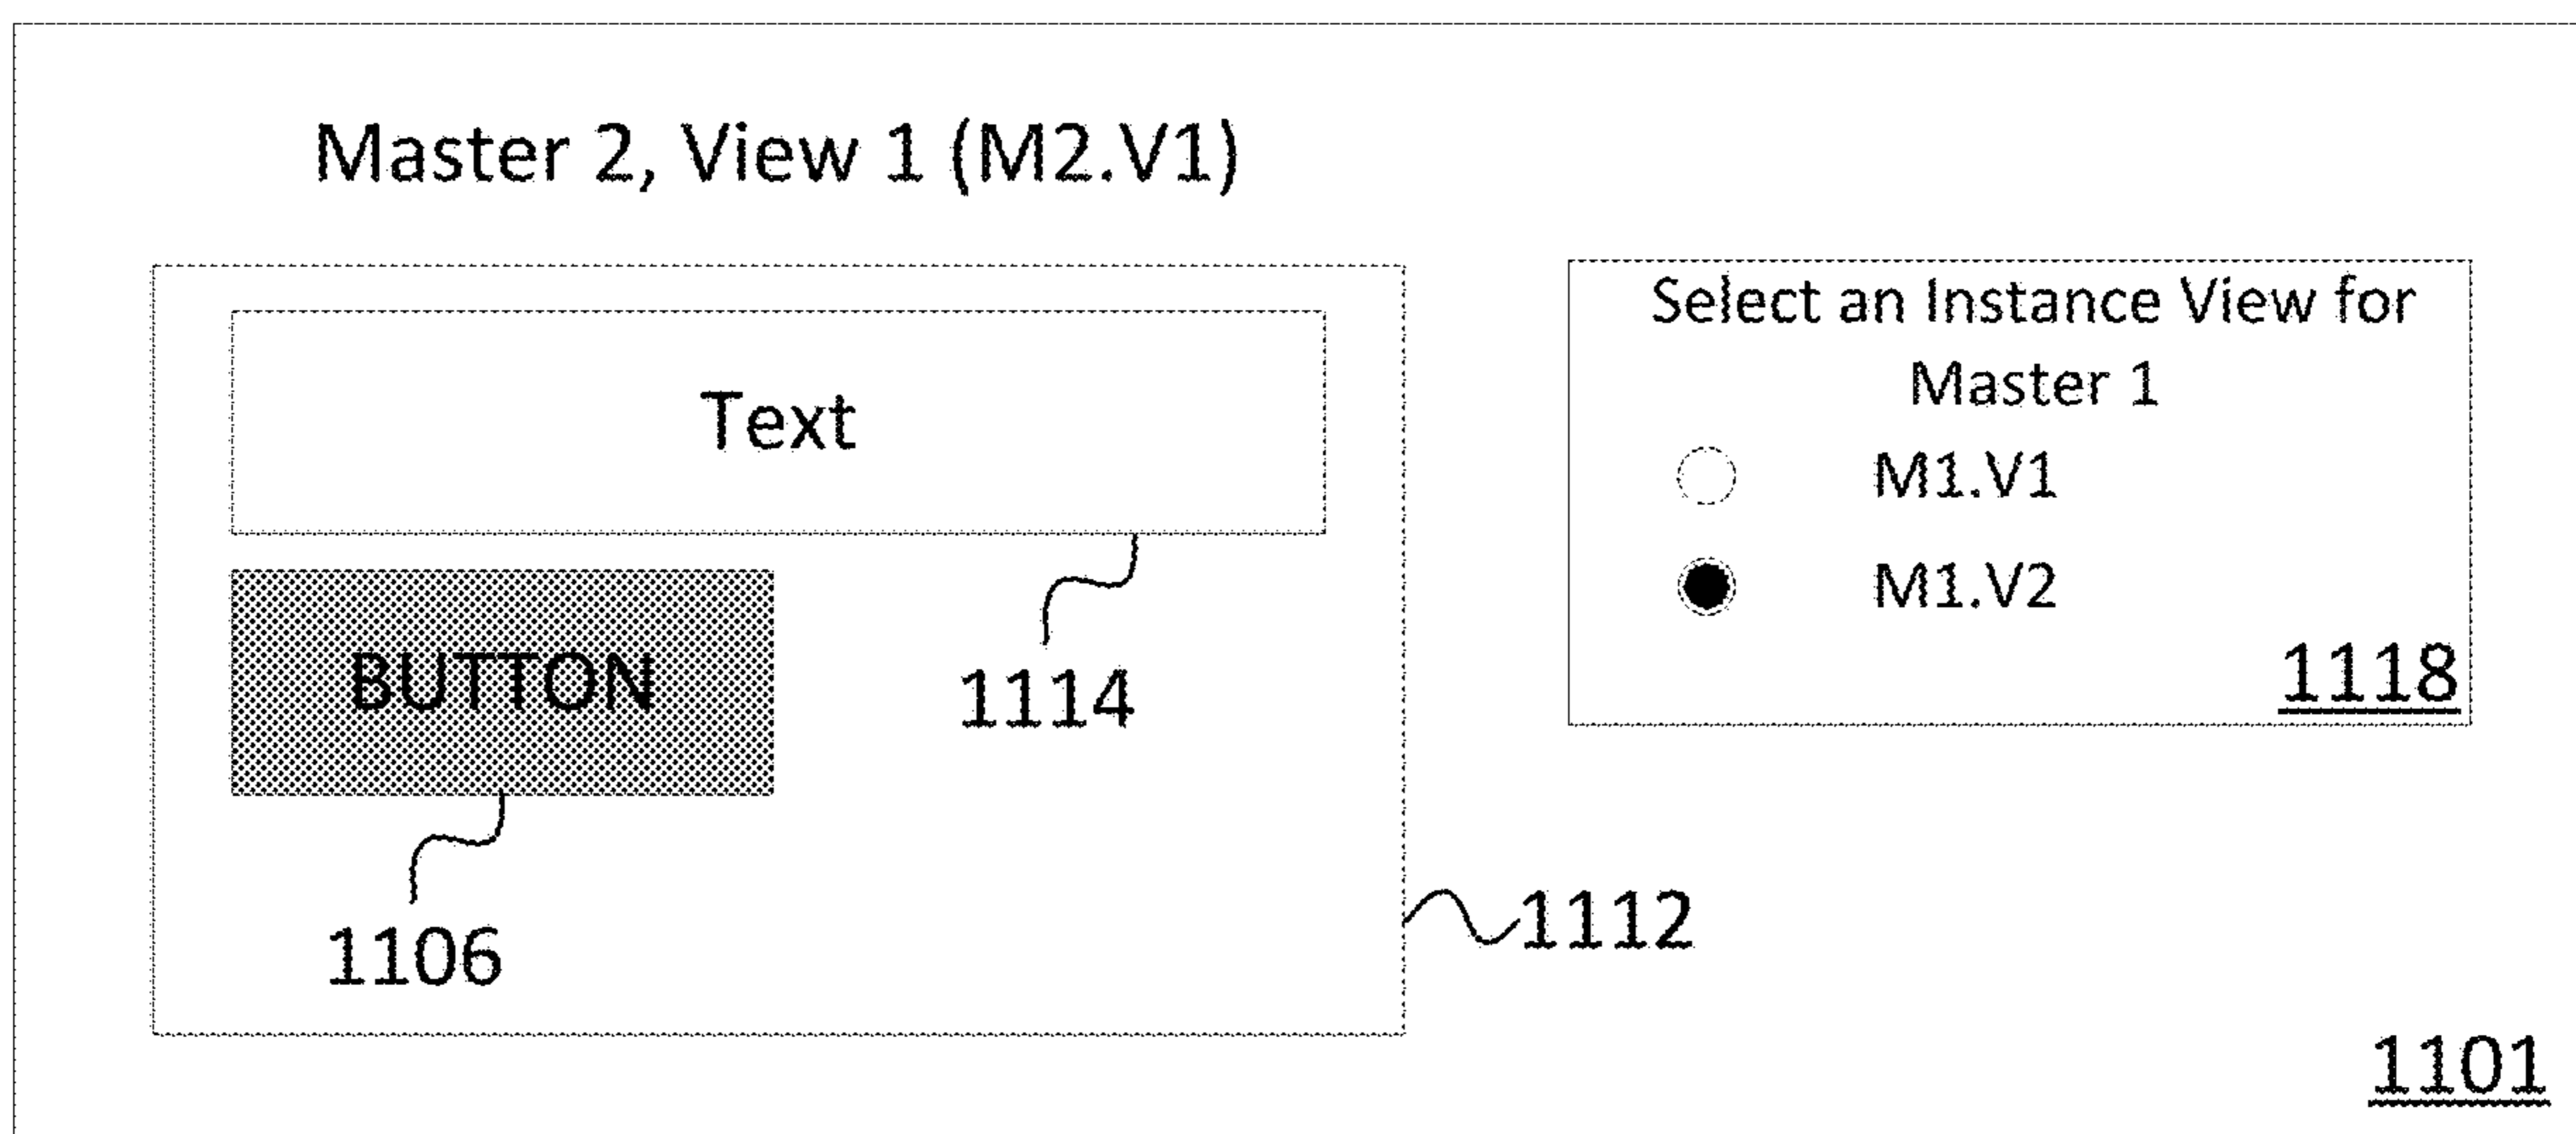 Master 2, View 1 (M2.V1)
Text
BUTTON
1114
1106
1112
Select an Instance View for
Master 1
M1.V1
M1.V2
1118
1101